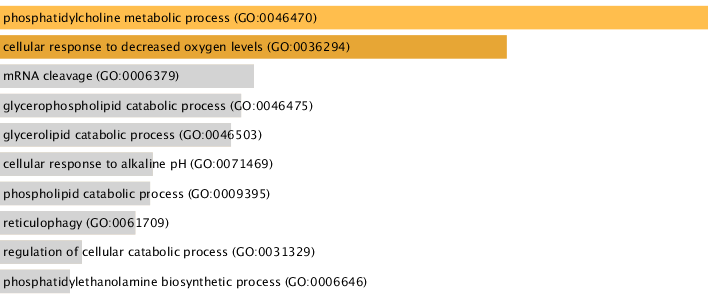 phosphatidylcholine metabolic process (GO:0046470)
cellular response to decreased oxygen levels (GO:0036294)
mRNA cleavage (GO:0006379)
glycerophospholipid catabolic process (GO:0046475)
glycerolipid catabolic process (GO:0046503)
cellular response to alkaline pH (GO:0071469)
phospholipid catabolic process (GO:0009395)
reticulophagy (GO:0061709)
regulation of cellular catabolic process (GO:0031329)
phosphatidylethanolamine biosynthetic process (GO:0006646)